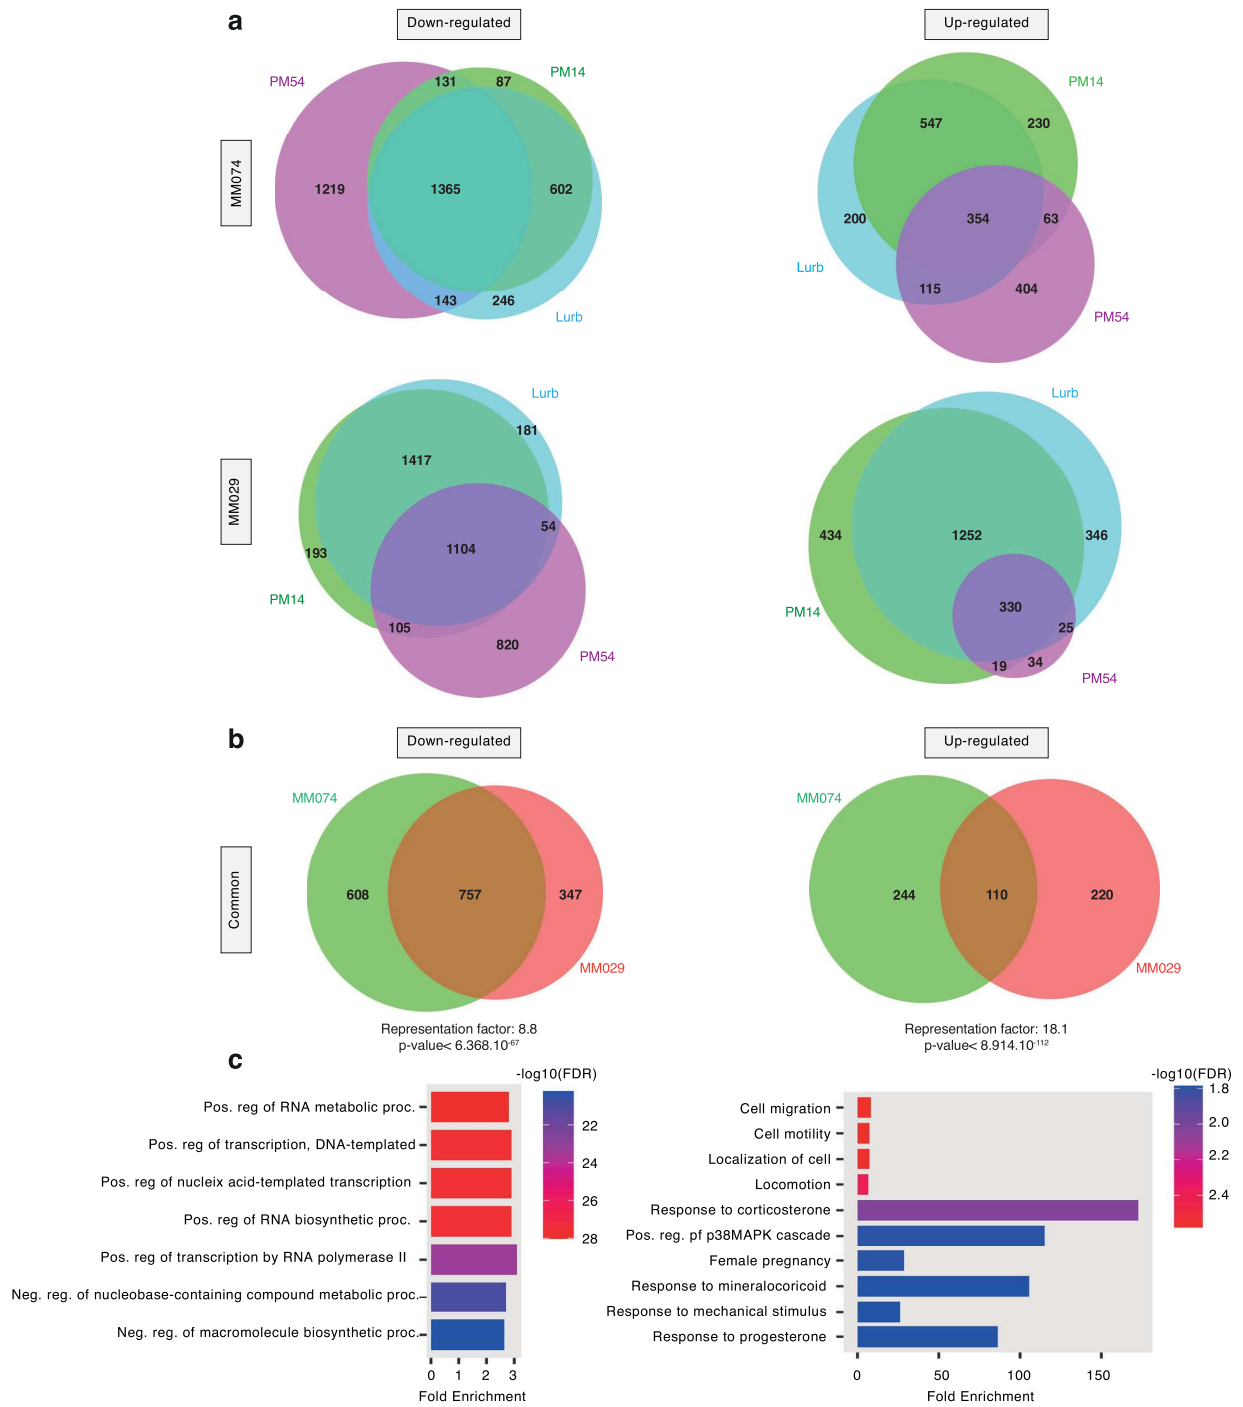 a
Down-regulated
Up-regulated
MM074
PM54
131
87
PM14
1219
1365
602
143
246
Lurb
PM14
547
230
200
354
63
Lurb
115
404
PM54
MM029
Lurb
181
1417
54
1104
193
PM14
105
820
PM54
Lurb
434
1252
346
PM14
330
25
19
34
PM54
b
Down-regulated
Up-regulated
Common
MM074
608
757
347
MM029
Representation factor: 8.8
p-value< 6.368.10-67
MM074
244
110
220
MM029
Representation factor: 18.1
p-value< 8.914.10-112
c
-log10(FDR)
Pos. reg of RNA metabolic proc.
Pos. reg of transcription, DNA-templated
Pos. reg of nucleix acid-templated transcription
Pos. reg of RNA biosynthetic proc.
Pos. reg of transcription by RNA polymerase II
Neg. reg. of nucleobase-containing compound metabolic proc.
Neg. reg. of macromolecule biosynthetic proc.
22
24
26
28
0 1 2 3
Fold Enrichment
-log10(FDR)
Cell migration
Cell motility
Localization of cell
Locomotion
Response to corticosterone
Pos. reg. pf p38MAPK cascade
Female pregnancy
Response to mineralocoricoid
Response to mechanical stimulus
Response to progesterone
1.8
2.0
2.2
2.4
0 50 100 150
Fold Enrichment